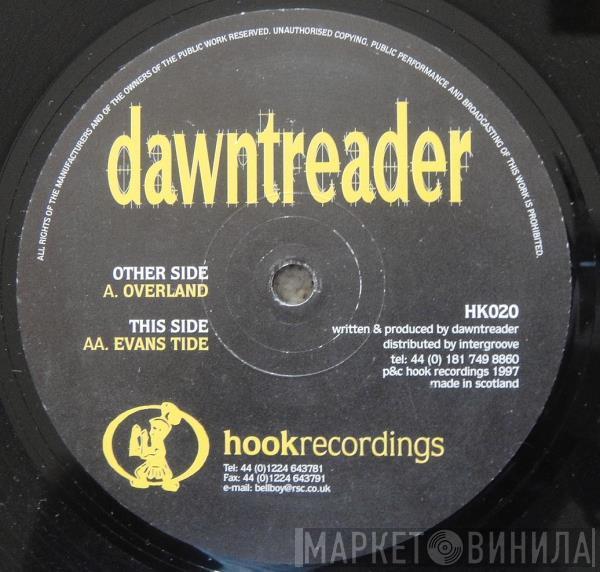 ALL RIGHTS OF THE MANUFACTURERS AND OF THE OWNERS OF THE PUBLIC WORK RESERVED. UNAUTHORISED COPYING, PUBLIC PERFORMANCE AND BROADCASTING OF THIS WORK IS PROHIBITED.
dawntreader
OTHER SIDE
A. OVERLAND
THIS SIDE
AA. EVANS TIDE
HK020
written & produced by dawntreader
distributed by intergroove
tel: 44 (0) 181 749 8860
p&c hook recordings 1997
made in scotland
hookrecordings
Tel: 44 (0)1224 643781
Fax: 44 (0)1224 643791
e-mail: bellboy@rsc.co.uk
МАРКЕТ ВИНИЛА